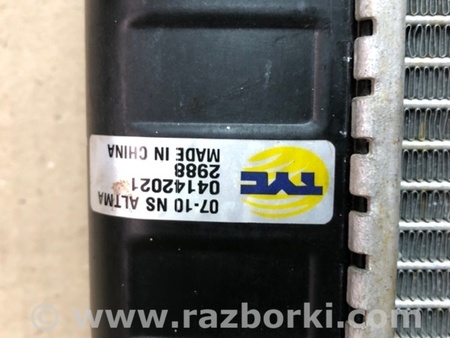 TYC
07-10 NS ALTMA
04142021
2988
MADE IN CHINA
www.razborki.com